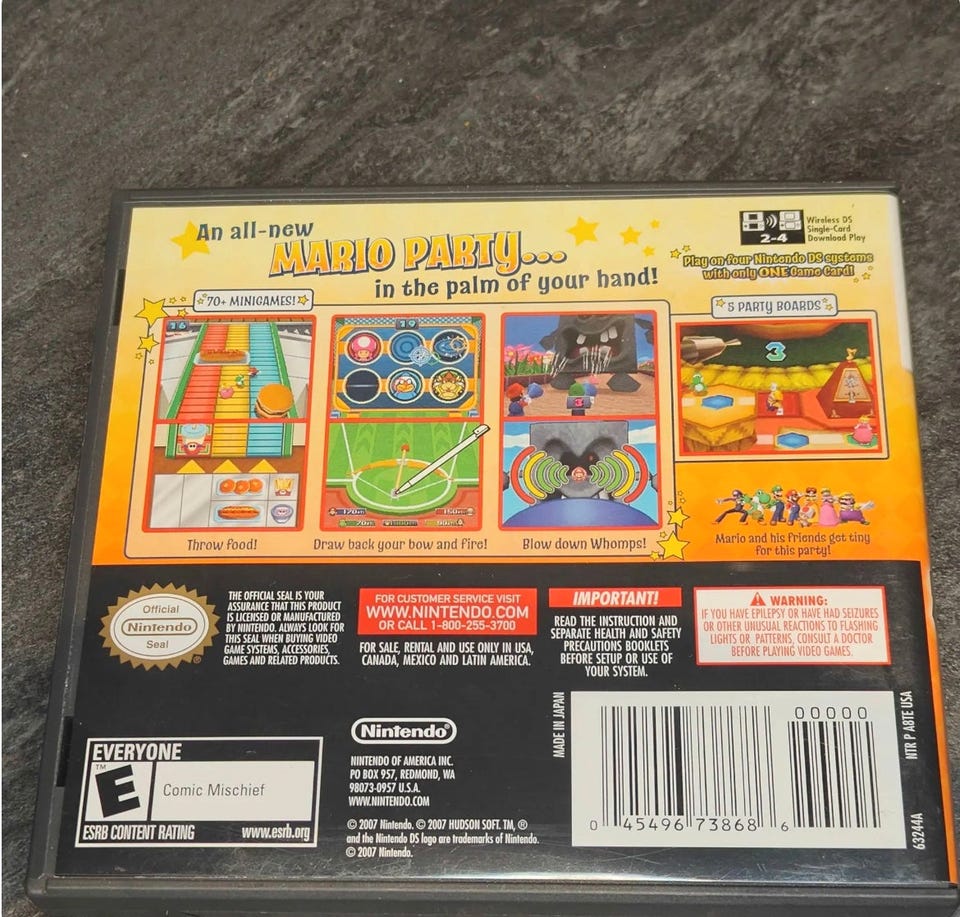 An all-new
MARIO PARTY...
in the palm of your hand!
2-4
Wireless DS
Single-Card
Download Play
Play on four Nintendo DS systems
with only ONE Game Card!
70+ MINIGAMES!
5 PARTY BOARDS
16
19
3
3
Throw food!
Draw back your bow and fire!
Blow down Whomps!
Mario and his friends get tiny
for this party!
Official
Nintendo
Seal
®
THE OFFICIAL SEAL IS YOUR
ASSURANCE THAT THIS PRODUCT
IS LICENSED OR MANUFACTURED
BY NINTENDO. ALWAYS LOOK FOR
THIS SEAL WHEN BUYING VIDEO
GAME SYSTEMS, ACCESSORIES,
GAMES AND RELATED PRODUCTS.
FOR CUSTOMER SERVICE VISIT
WWW.NINTENDO.COM
OR CALL 1-800-255-3700
FOR SALE, RENTAL AND USE ONLY IN USA,
CANADA, MEXICO AND LATIN AMERICA.
IMPORTANT!
READ THE INSTRUCTION AND
SEPARATE HEALTH AND SAFETY
PRECAUTIONS BOOKLETS
BEFORE SETUP OR USE OF
YOUR SYSTEM.
WARNING:
IF YOU HAVE EPILEPSY OR HAVE HAD SEIZURES
OR OTHER UNUSUAL REACTIONS TO FLASHING
LIGHTS OR PATTERNS, CONSULT A DOCTOR
BEFORE PLAYING VIDEO GAMES.
EVERYONE
TM
E
Comic Mischief
ESRB CONTENT RATING www.esrb.org
Nintendo®
NINTENDO OF AMERICA INC.
PO BOX 957, REDMOND, WA
98073-0957 U.S.A.
WWW.NINTENDO.COM
© 2007 Nintendo. © 2007 HUDSON SOFT. TM, ®
and the Nintendo DS logo are trademarks of Nintendo.
© 2007 Nintendo.
MADE IN JAPAN
00000
0 45496 73868 6
NTR P A8TE USA
63244A